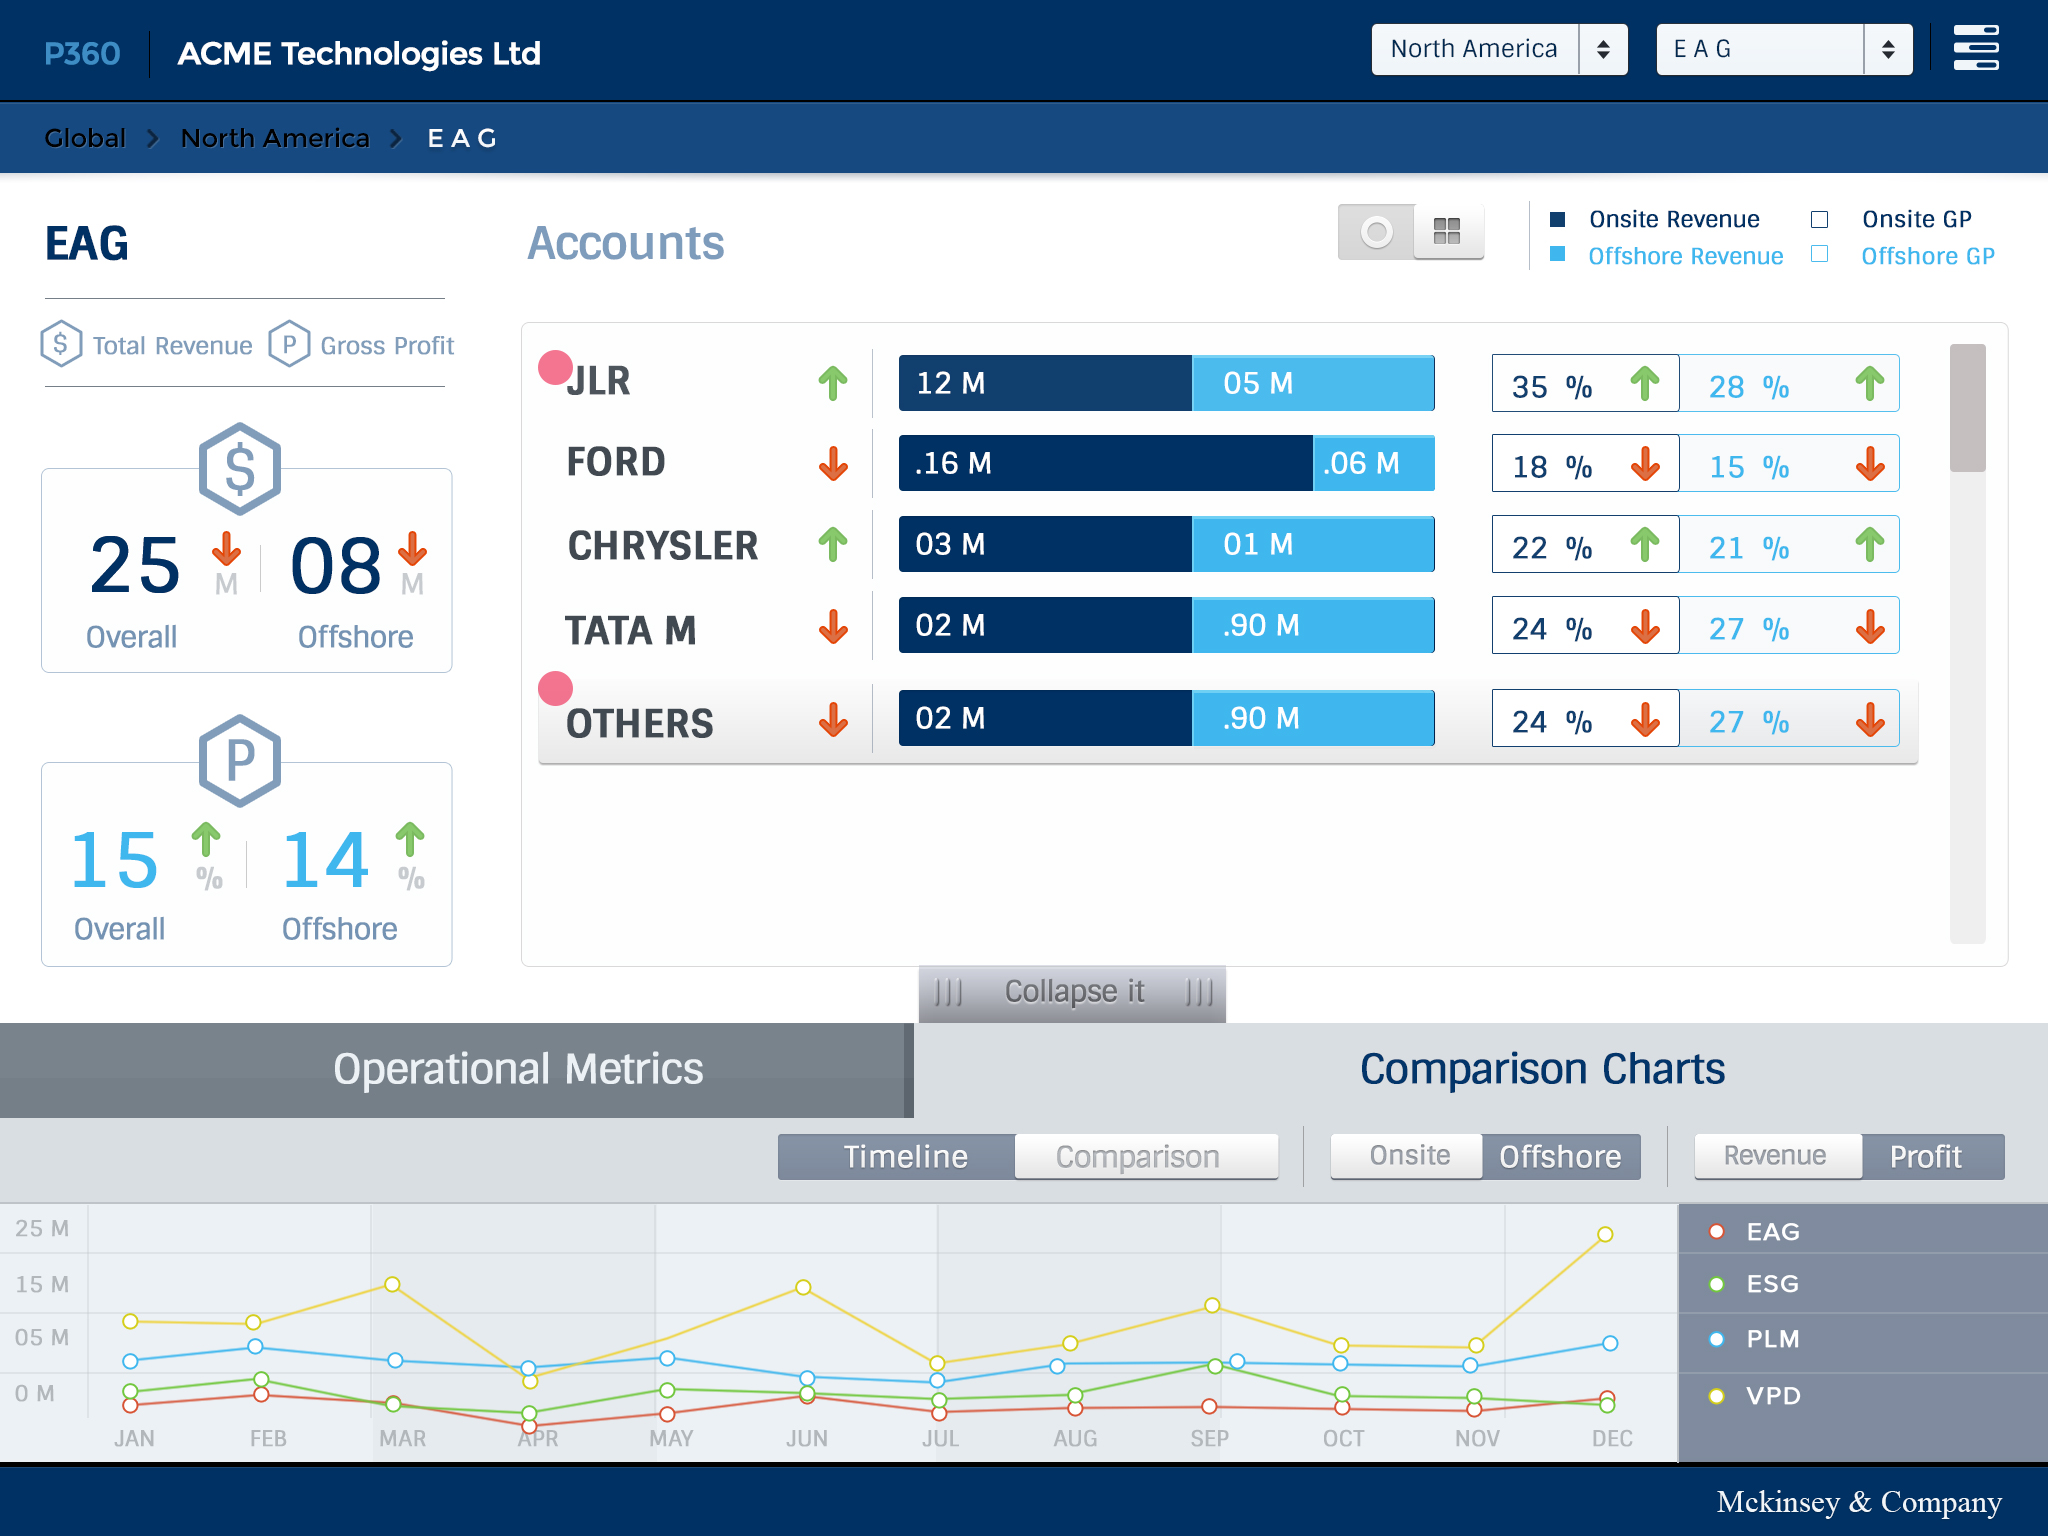 P360 ACME Technologies Ltd North America E A G
Global North America E A G
EAG
Accounts
Onsite Revenue Onsite GP
Offshore Revenue Offshore GP
$ Total Revenue P Gross Profit
$
25 M 08 M
Overall Offshore
P
15 % 14 %
Overall Offshore
JLR 12 M 05 M 35 % 28 %
FORD .16 M .06 M 18 % 15 %
CHRYSLER 03 M 01 M 22 % 21 %
TATA M 02 M .90 M 24 % 27 %
OTHERS 02 M .90 M 24 % 27 %
Collapse it
Operational Metrics Comparison Charts
Timeline Comparison Onsite Offshore Revenue Profit
25 M
15 M
05 M
0 M
JAN FEB MAR APR MAY JUN JUL AUG SEP OCT NOV DEC
EAG
ESG
PLM
VPD
Mckinsey & Company